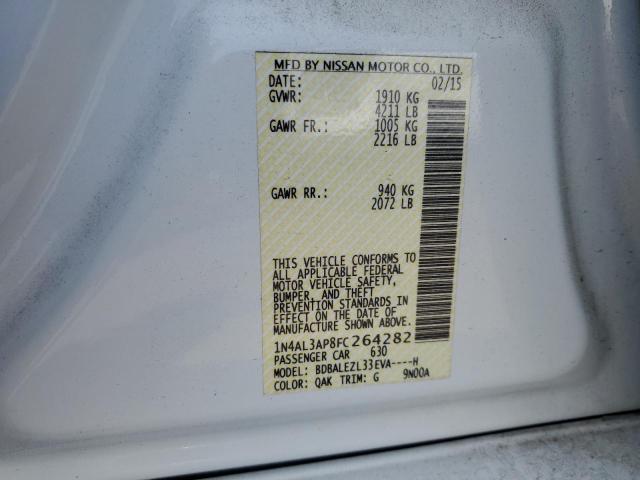 MFD BY NISSAN MOTOR CO., LTD.
DATE: 02/15
GVWR: 1910 KG
4211 LB
GAWR FR.: 1005 KG
2216 LB
GAWR RR.: 940 KG
2072 LB
THIS VEHICLE CONFORMS TO
ALL APPLICABLE FEDERAL
MOTOR VEHICLE SAFETY,
BUMPER, AND THEFT
PREVENTION STANDARDS IN
EFFECT ON THE DATE OF
MANUFACTURE SHOWN ABOVE.
1N4AL3AP8FC264282
PASSENGER CAR 630
MODEL: BDBALEZL33EVA----H
COLOR: QAK TRIM: G 9N00A